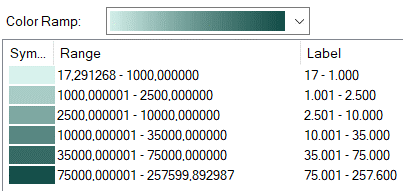 Color Ramp:
Sym... Range Label
17,291268 - 1000,000000 17 - 1.000
1000,000001 - 2500,000000 1.001 - 2.500
2500,000001 - 10000,000000 2.501 - 10.000
10000,000001 - 35000,000000 10.001 - 35.000
35000,000001 - 75000,000000 35.001 - 75.000
75000,000001 - 257599,892987 75.001 - 257.600